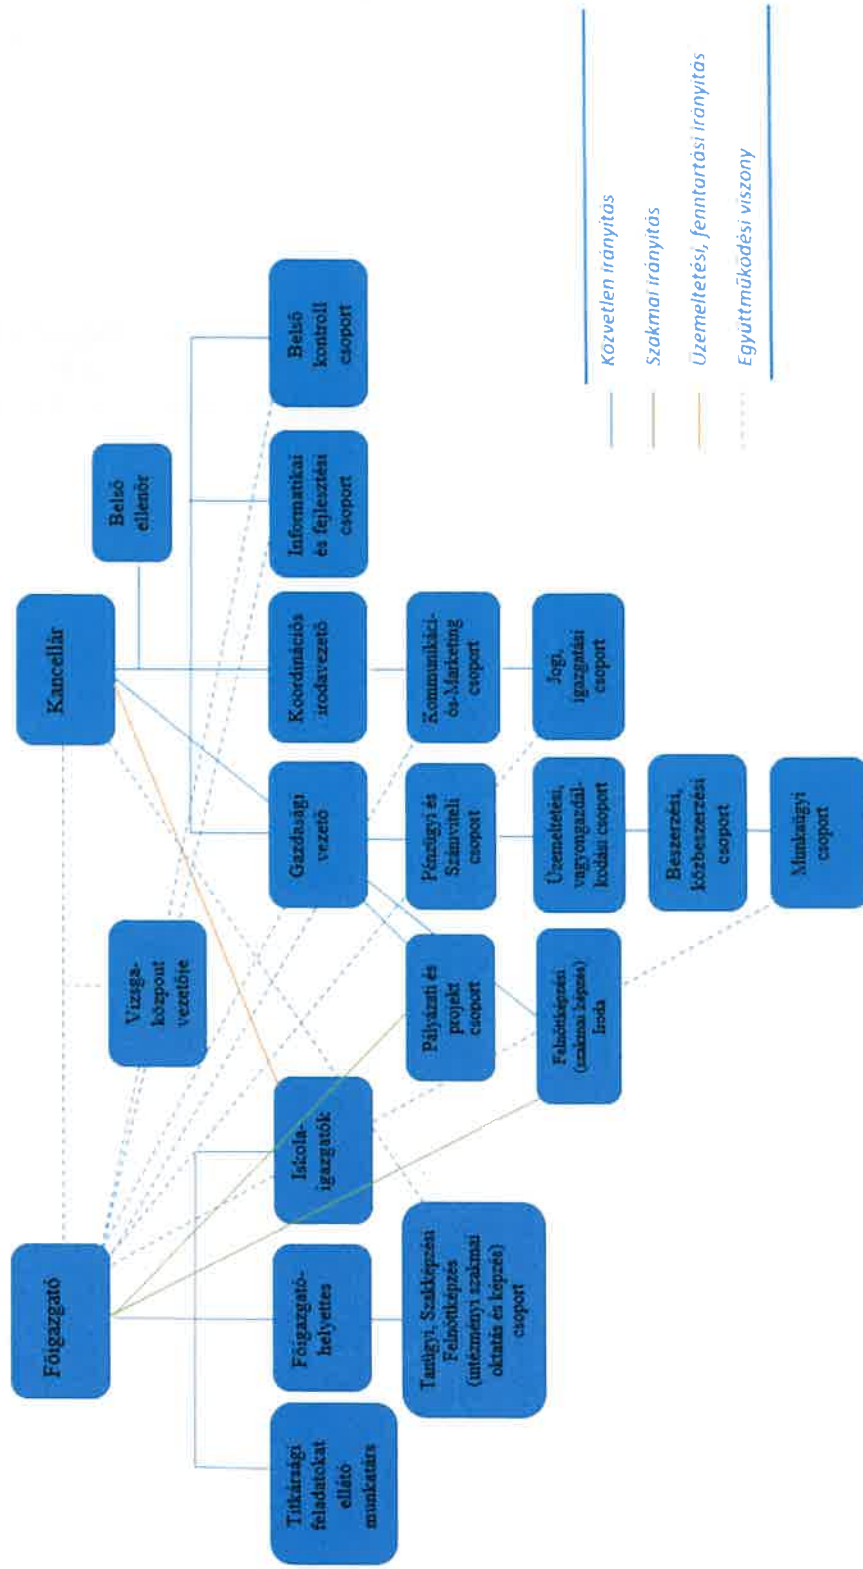 Főigazgató
Kancellár
Vizsga-
központ
vezetője
Belső
ellenőr
Titkársági
feladatokat
ellátó
munkatárs
Főigazgató-
helyettes
Iskola-
igazgatók
Gazdasági
vezető
Koordinációs
irodavezető
Informatikai
és fejlesztési
csoport
Belső
kontroll
csoport
Tanügyi, Szakképzési
Felnőttképzés
(intézményi szakmai
oktatás és képzés)
csoport
Pályázati és
projekt
csoport
Pénzügyi és
Számviteli
csoport
Kommunikáci-
ós-Marketing
csoport
Felnőttképzési
(szakmai képzés)
Iroda
Üzemeltetési,
vagyongazdál-
kodási csoport
Jogi,
igazgatási
csoport
Beszerzési,
közbeszerzési
csoport
Munkaügyi
csoport
Közvetlen irányítás
Szakmai irányítás
Üzemeltetési, fenntartási irányítás
Együttműködési viszony